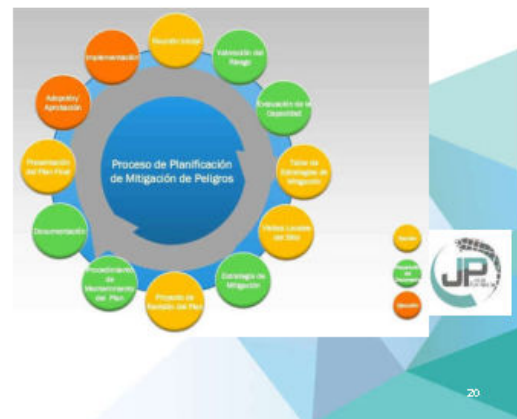 Reunión Inicial
Valoración del
Riesgo
Evaluación de la
Capacidad
Taller de
Estrategias de
Mitigación
Visitas Locales
del Sitio
Estrategia de
Mitigación
Proyecto de
Revisión del Plan
Procedimiento
de
Mantenimiento
del Plan
Documentación
Presentación
del Plan Final
Adopción/
Aprobación
Implementación
Proceso de Planificación
de Mitigación de Peligros
Ejecución
JP
20